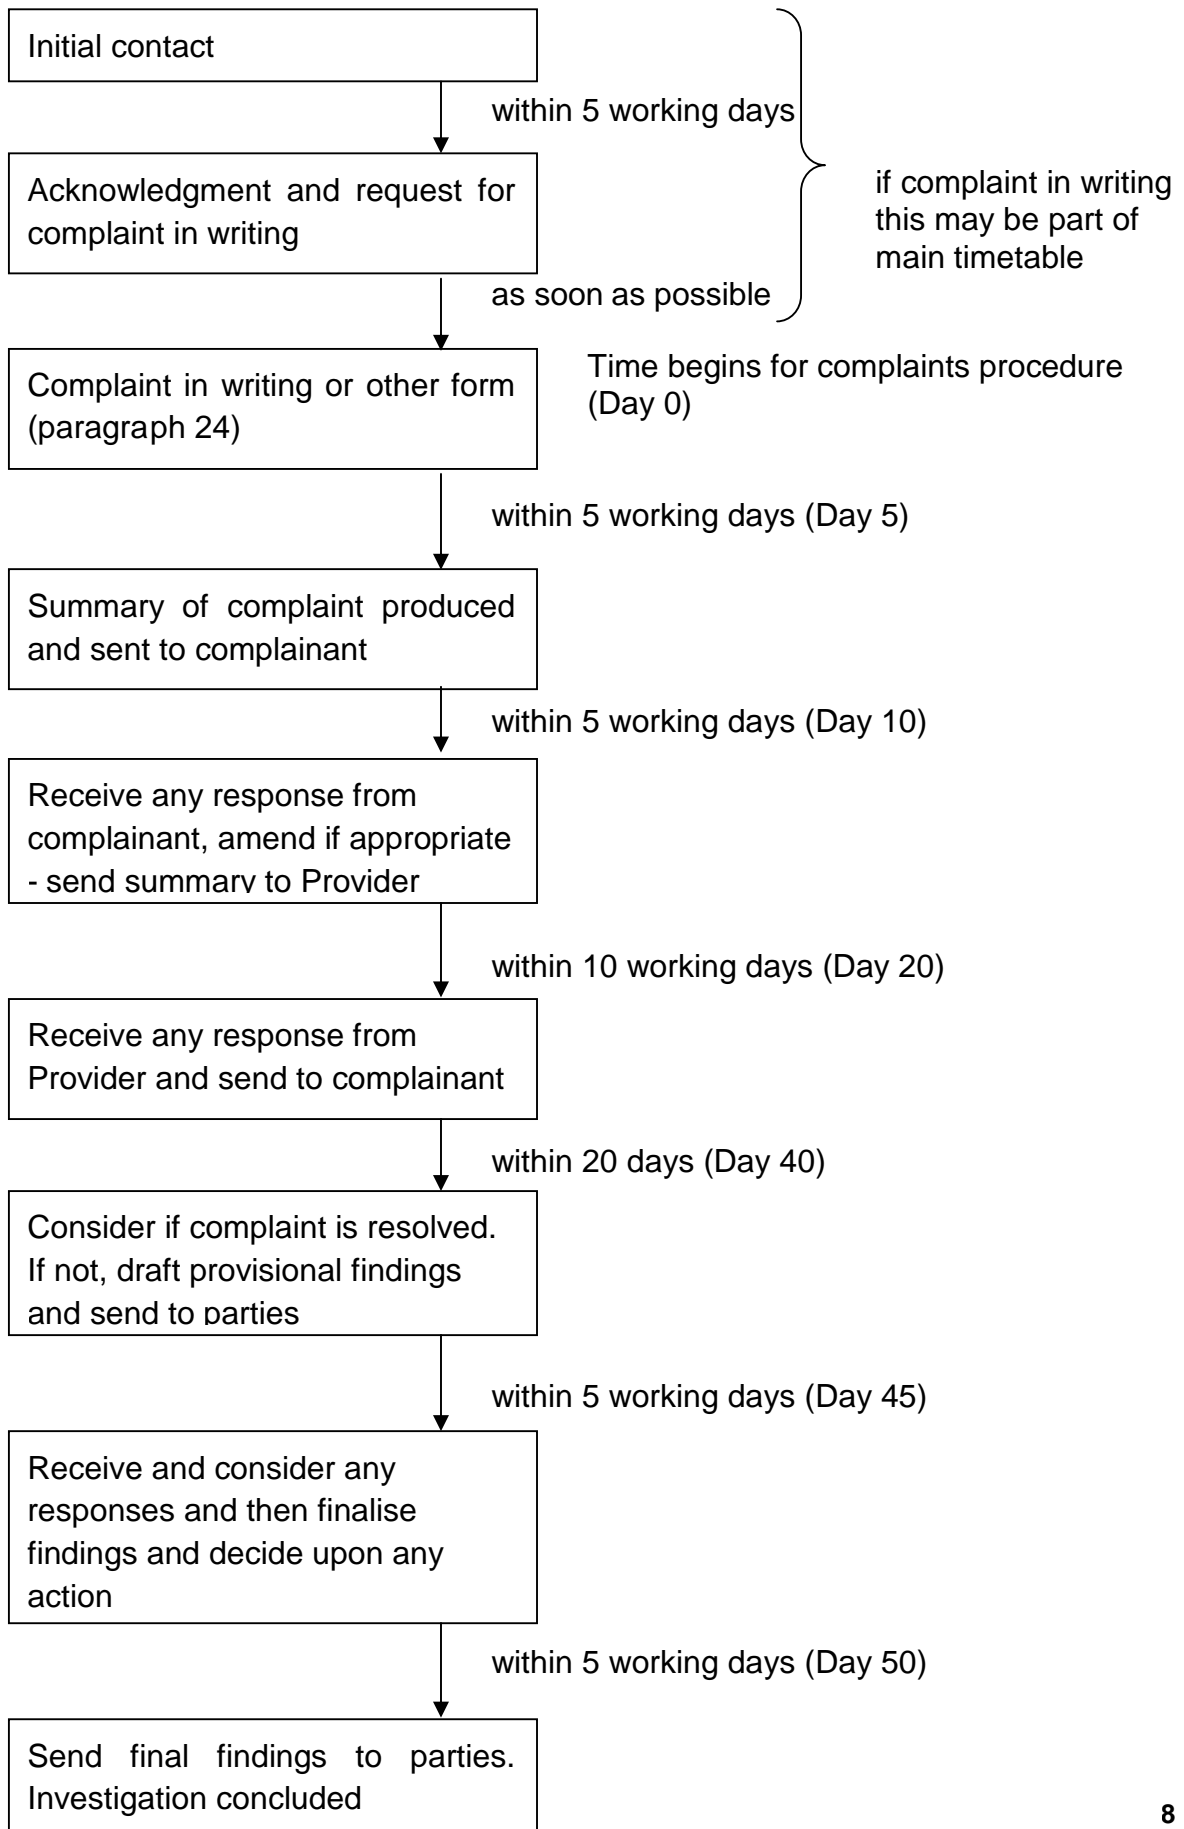 Initial contact
within 5 working days
Acknowledgment and request for
complaint in writing
if complaint in writing
this may be part of
main timetable
as soon as possible
Complaint in writing or other form
(paragraph 24)
Time begins for complaints procedure
(Day 0)
within 5 working days (Day 5)
Summary of complaint produced
and sent to complainant
within 5 working days (Day 10)
Receive any response from
complainant, amend if appropriate
- send summary to Provider
within 10 working days (Day 20)
Receive any response from
Provider and send to complainant
within 20 days (Day 40)
Consider if complaint is resolved.
If not, draft provisional findings
and send to parties
within 5 working days (Day 45)
Receive and consider any
responses and then finalise
findings and decide upon any
action
within 5 working days (Day 50)
Send final findings to parties.
Investigation concluded
8